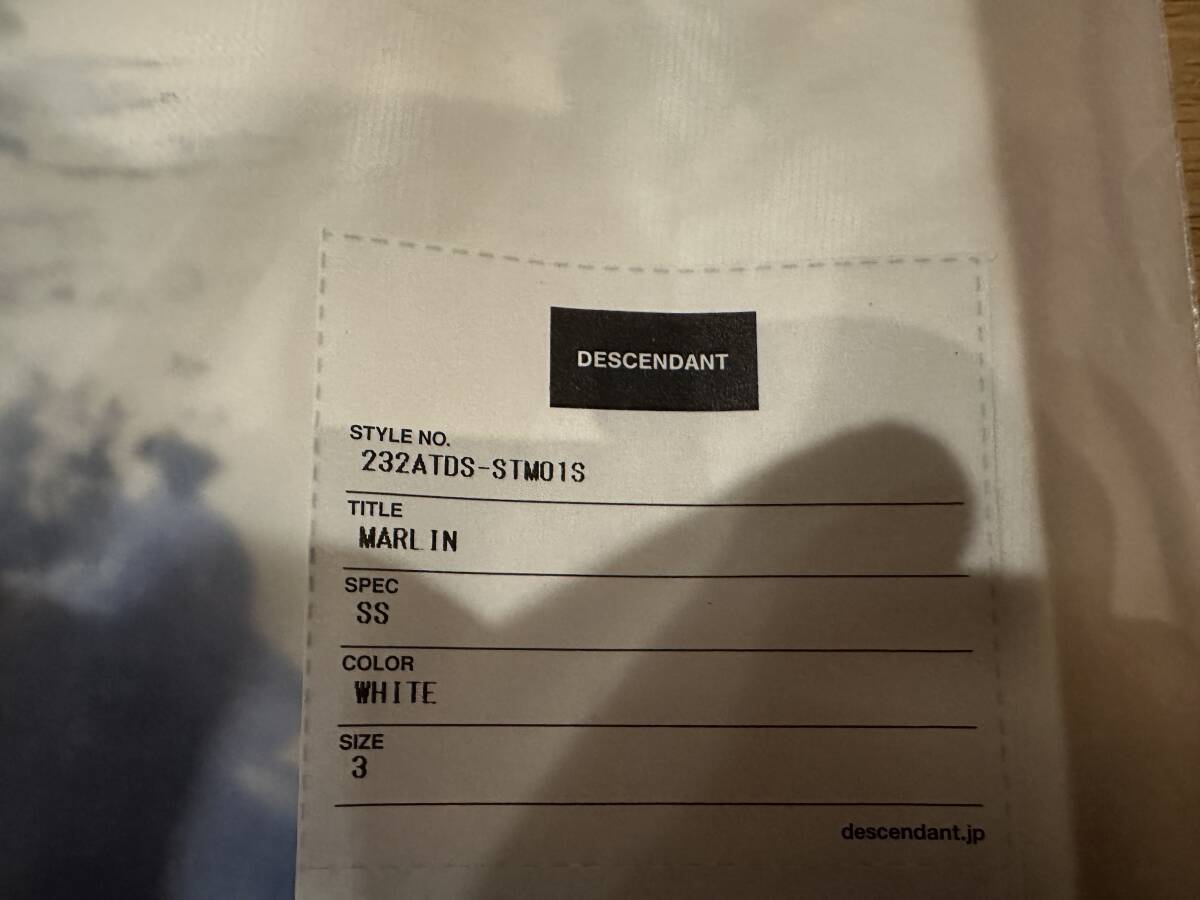 DESCENDANT
STYLE NO.
232ATDS-STM01S
TITLE
MARLIN
SPEC
SS
COLOR
WHITE
SIZE
3
descendant.jp